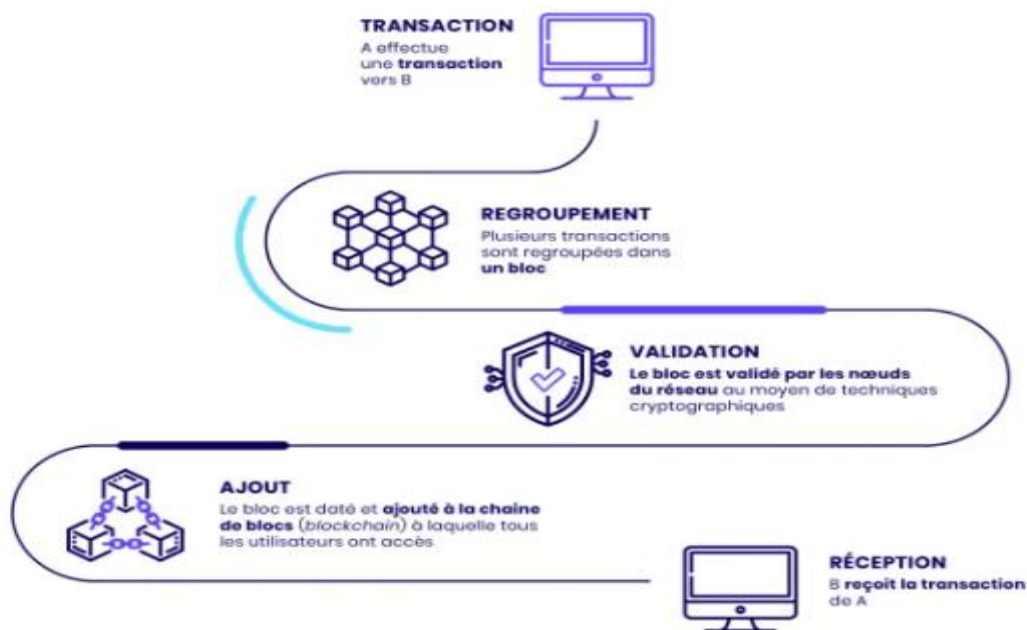 TRANSACTION
A effectue
une transaction
vers B
REGROUPEMENT
Plusieurs transactions
sont regroupées dans
un bloc
VALIDATION
Le bloc est validé par les nœuds
du réseau au moyen de techniques
cryptographiques
AJOUT
Le bloc est daté et ajouté à la chaine
de blocs (blockchain) à laquelle tous
les utilisateurs ont accès
RÉCEPTION
B reçoit la transaction
de A